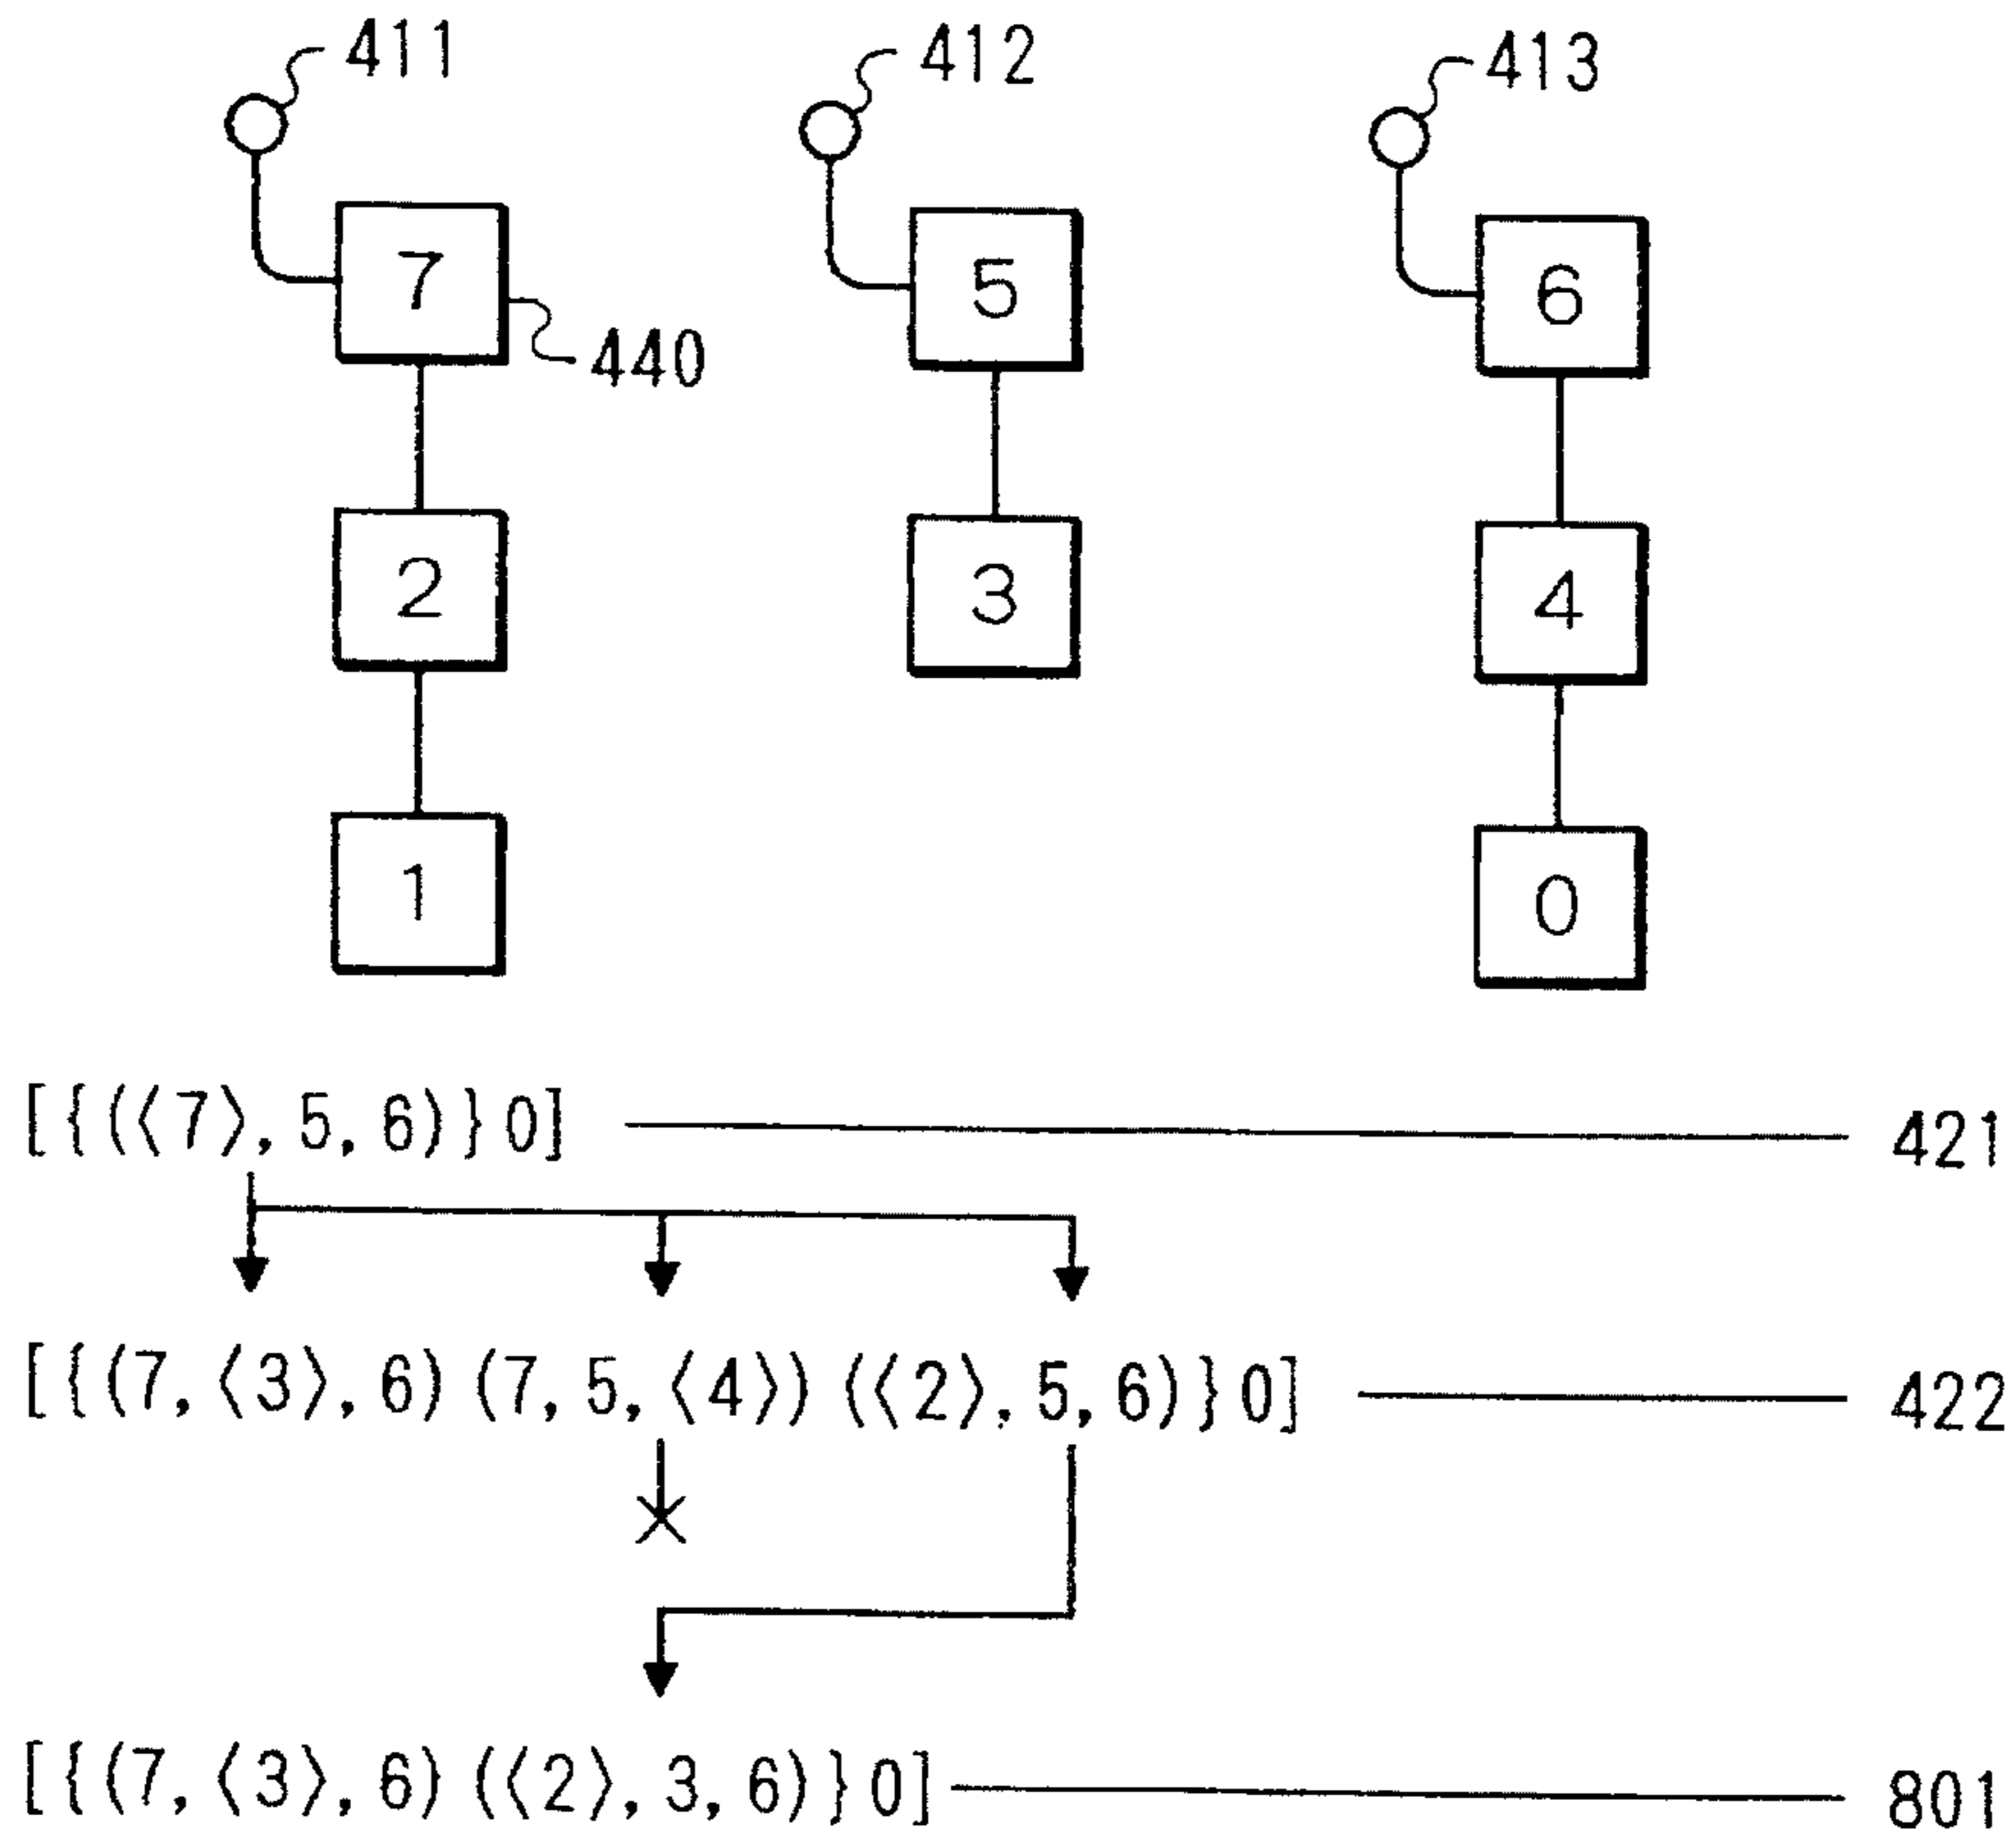 411 412 413
7 5 6
440
2 3 4
1 0
[{(⟨7⟩, 5, 6)}0] 421
[{(7, ⟨3⟩, 6) (7, 5, ⟨4⟩) (⟨2⟩, 5, 6)}0] 422
[{(7, ⟨3⟩, 6) (⟨2⟩, 3, 6)}0] 801